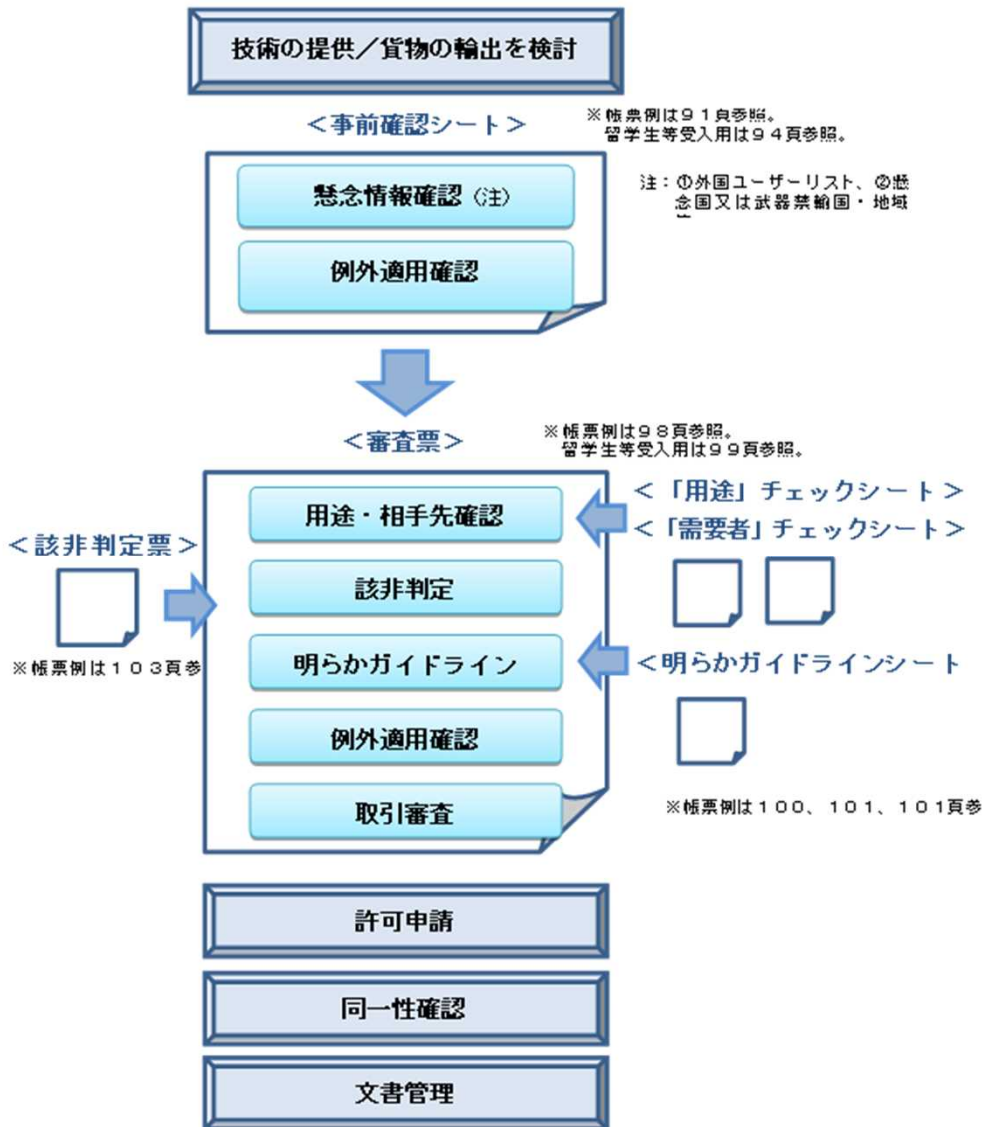 技術の提供／貨物の輸出を検討
＜事前確認シート＞
※帳票例は９１頁参照。
留学生等受入用は９４頁参照。
懸念情報確認（注）
注：①外国ユーザーリスト、②懸
念国又は武器禁輸国・地域
例外適用確認
＜審査票＞
※帳票例は９８頁参照。
留学生等受入用は９９頁参照。
用途・相手先確認
＜「用途」チェックシート＞
＜「需要者」チェックシート＞
＜該非判定票＞
該非判定
※帳票例は１０３頁参
明らかガイドライン
＜明らかガイドラインシート
例外適用確認
取引審査
※帳票例は１００、１０１、１０１頁参
許可申請
同一性確認
文書管理